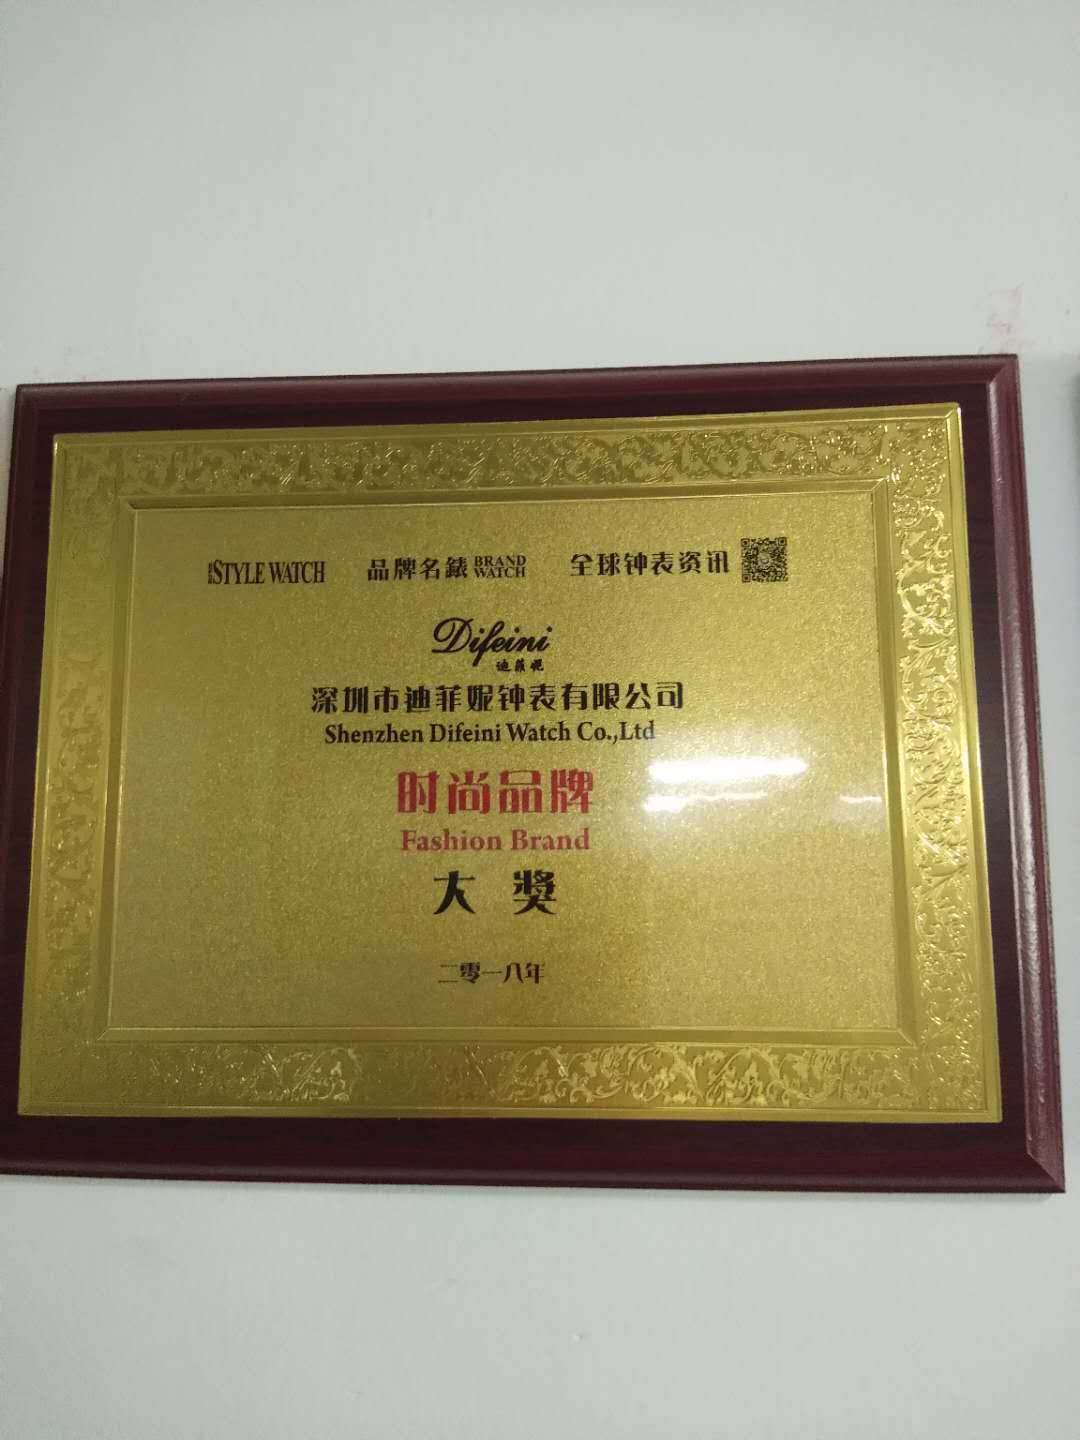 STYLE WATCH 品牌名錶 BRAND WATCH 全球钟表资讯
Difeini
迪菲妮
深圳市迪菲妮钟表有限公司
Shenzhen Difeini Watch Co.,Ltd
时尚品牌
Fashion Brand
大 奖
二零一八年